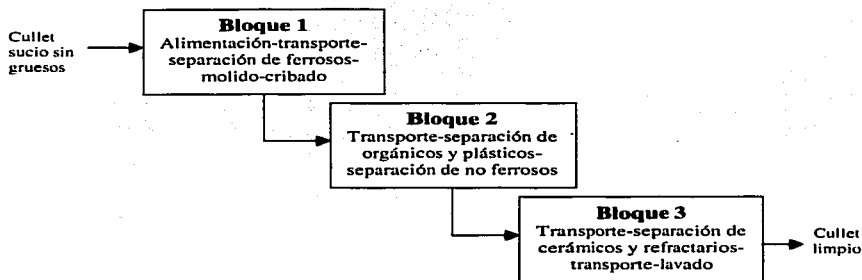 Cullet
sucio sin
gruesos
Bloque 1
Alimentación-transporte-
separación de ferrosos-
molido-cribado
Bloque 2
Transporte-separación de
orgánicos y plásticos-
separación de no ferrosos
Bloque 3
Transporte-separación de
cerámicos y refractarios-
transporte-lavado
Cullet
limpio